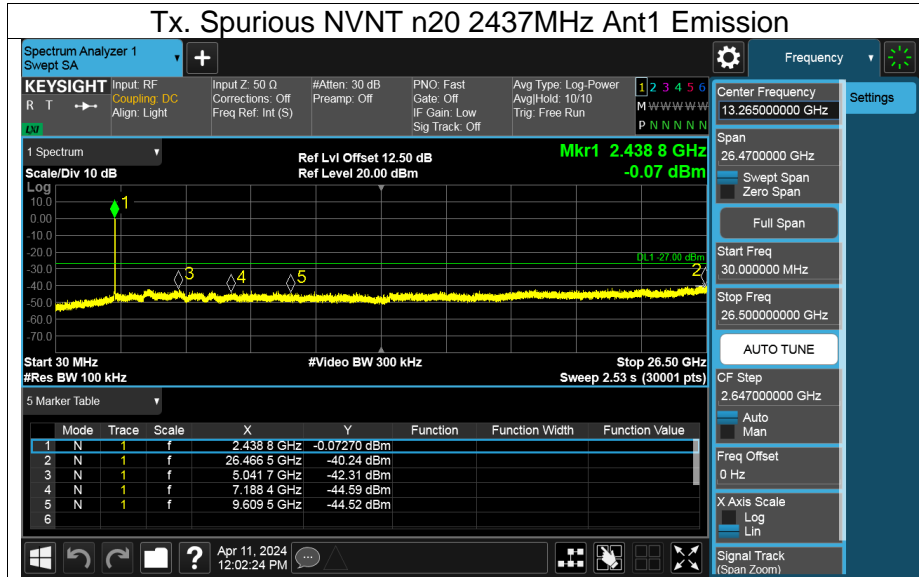 Tx. Spurious NVNT n20 2437MHz Ant1 Emission
Spectrum Analyzer 1
Swept SA
+
Frequency
KEYSIGHT
R T
LXI
Input: RF
Coupling: DC
Align: Light
Input Z: 50 Ω
Corrections: Off
Freq Ref: Int (S)
#Atten: 30 dB
Preamp: Off
PNO: Fast
Gate: Off
IF Gain: Low
Sig Track: Off
Avg Type: Log-Power
Avg|Hold: 10/10
Trig: Free Run
1 2 3 4 5 6
M W W W W W
P N N N N N
Center Frequency
13.265000000 GHz
Settings
Span
26.4700000 GHz
Swept Span
Zero Span
Full Span
Start Freq
30.000000 MHz
Stop Freq
26.500000000 GHz
AUTO TUNE
CF Step
2.647000000 GHz
Auto
Man
Freq Offset
0 Hz
X Axis Scale
Log
Lin
Signal Track
(Span Zoom)
1 Spectrum
Scale/Div 10 dB
Ref Lvl Offset 12.50 dB
Ref Level 20.00 dBm
Mkr1 2.438 8 GHz
-0.07 dBm
Log
10.0
0.00
-10.0
-20.0
-30.0
-40.0
-50.0
-60.0
-70.0
1
3
4
5
2
DL1 -27.00 dBm
Start 30 MHz
#Res BW 100 kHz
#Video BW 300 kHz
Stop 26.50 GHz
Sweep 2.53 s (30001 pts)
5 Marker Table
Mode Trace Scale X Y Function Function Width Function Value
1 N 1 f 2.438 8 GHz -0.07270 dBm
2 N 1 f 26.466 5 GHz -40.24 dBm
3 N 1 f 5.041 7 GHz -42.31 dBm
4 N 1 f 7.188 4 GHz -44.59 dBm
5 N 1 f 9.609 5 GHz -44.52 dBm
6
?
Apr 11, 2024
12:02:24 PM